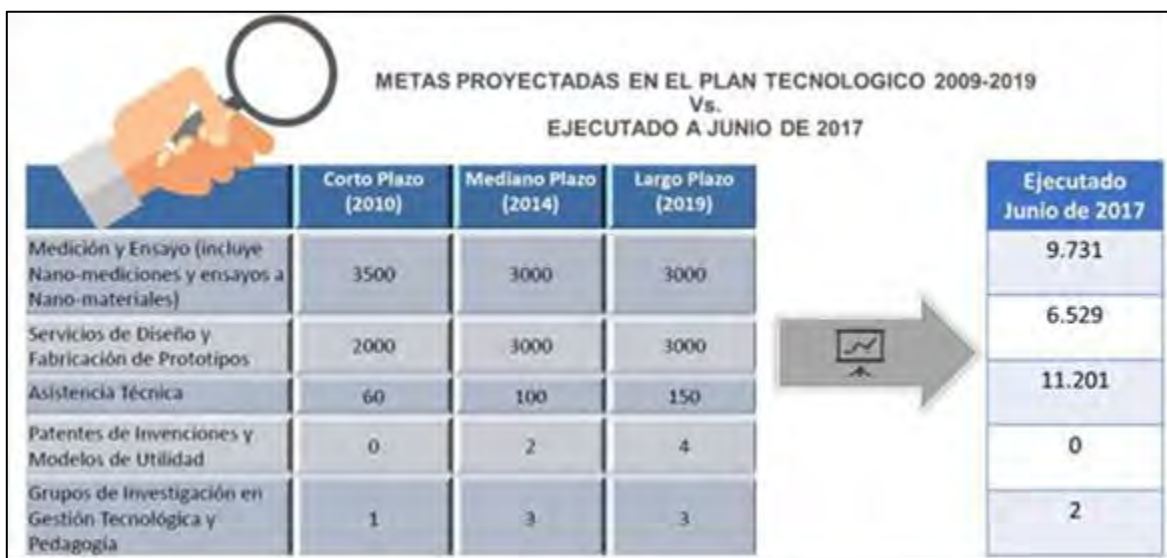 METAS PROYECTADAS EN EL PLAN TECNOLOGICO 2009-2019
Vs.
EJECUTADO A JUNIO DE 2017
Corto Plazo (2010)
Mediano Plazo (2014)
Largo Plazo (2019)
Ejecutado Junio de 2017
Medición y Ensayo (incluye
Nano-mediciones y ensayos a
Nano-materiales)
3500
3000
3000
9.731
Servicios de Diseño y
Fabricación de Prototipos
2000
3000
3000
6.529
Asistencia Técnica
60
100
150
11.201
Patentes de Invenciones y
Modelos de Utilidad
0
2
4
0
Grupos de Investigación en
Gestión Tecnológica y
Pedagogía
1
3
3
2